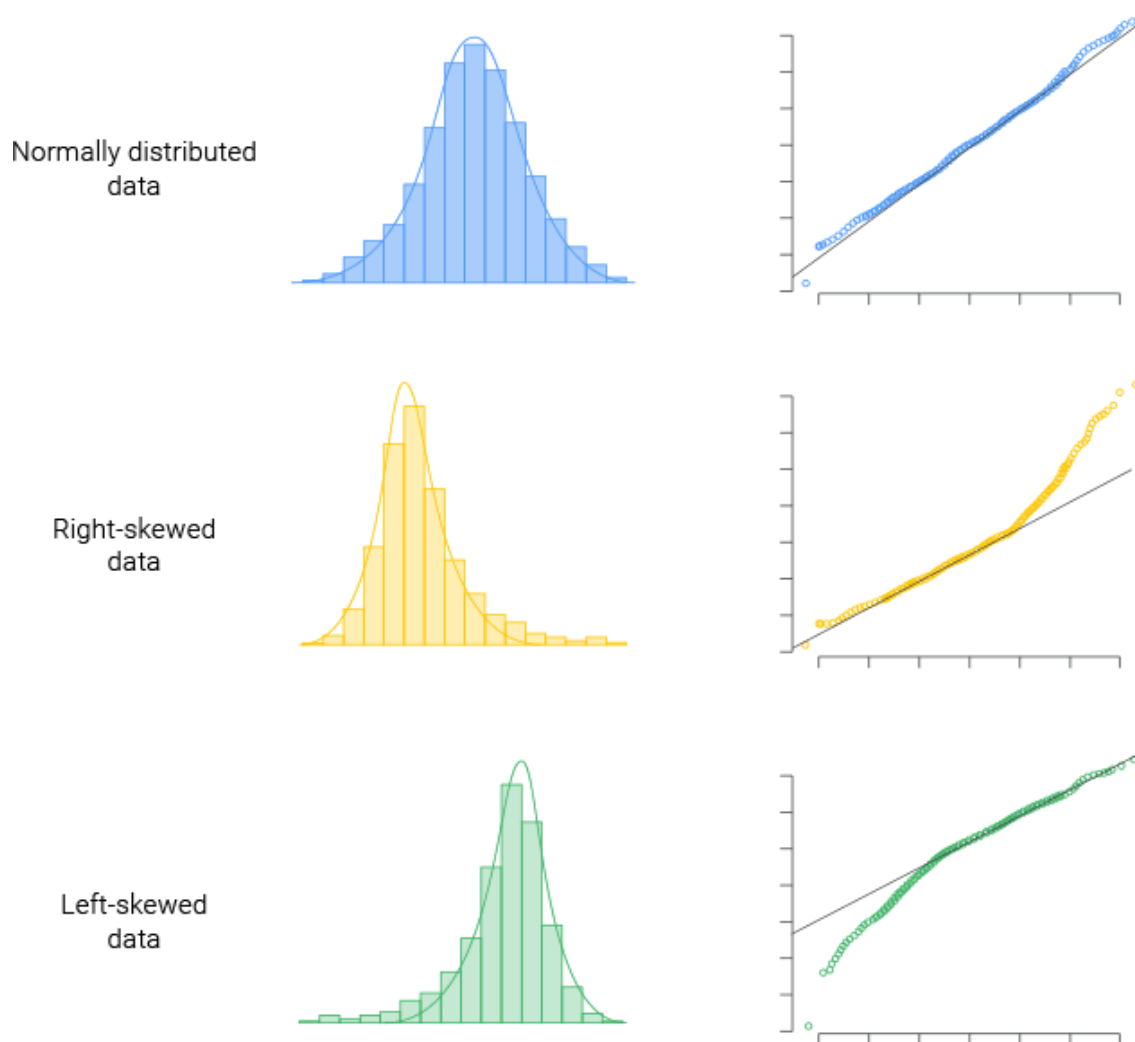 Normally distributed
data
Right-skewed
data
Left-skewed
data